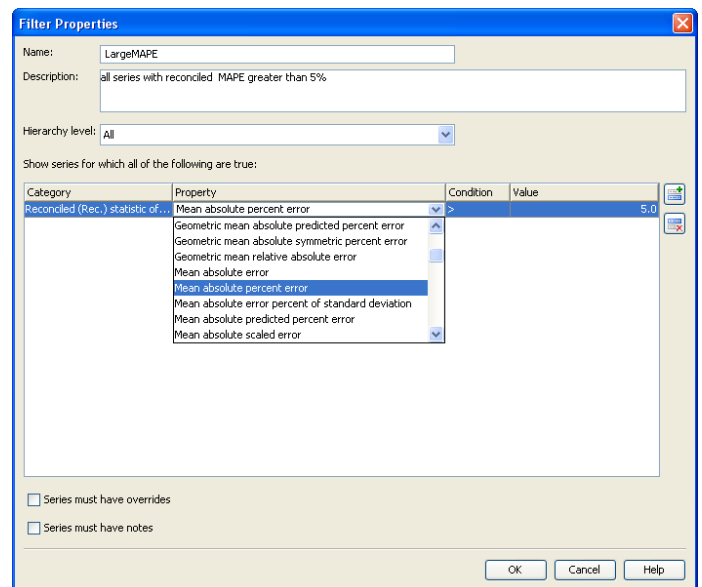 Filter Properties
Name: LargeMAPE
Description: all series with reconciled MAPE greater than 5%
Hierarchy level: All
Show series for which all of the following are true:
Category Property Condition Value
Reconciled (Rec.) statistic of... Mean absolute percent error > 5.0
Geometric mean absolute predicted percent error
Geometric mean absolute symmetric percent error
Geometric mean relative absolute error
Mean absolute error
Mean absolute percent error
Mean absolute error percent of standard deviation
Mean absolute predicted percent error
Mean absolute scaled error
Series must have overrides
Series must have notes
OK Cancel Help